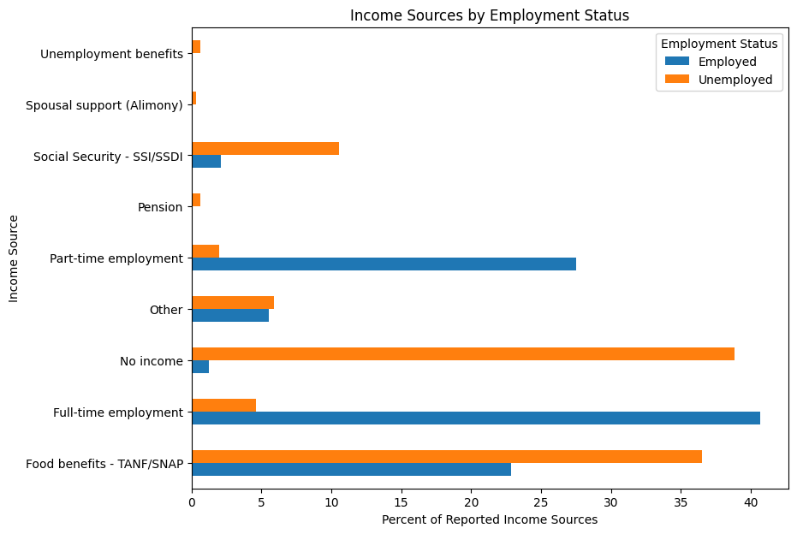 Income Sources by Employment Status
Employment Status
Employed
Unemployed
Income Source
Unemployment benefits
Spousal support (Alimony)
Social Security - SSI/SSDI
Pension
Part-time employment
Other
No income
Full-time employment
Food benefits - TANF/SNAP
0 5 10 15 20 25 30 35 40
Percent of Reported Income Sources